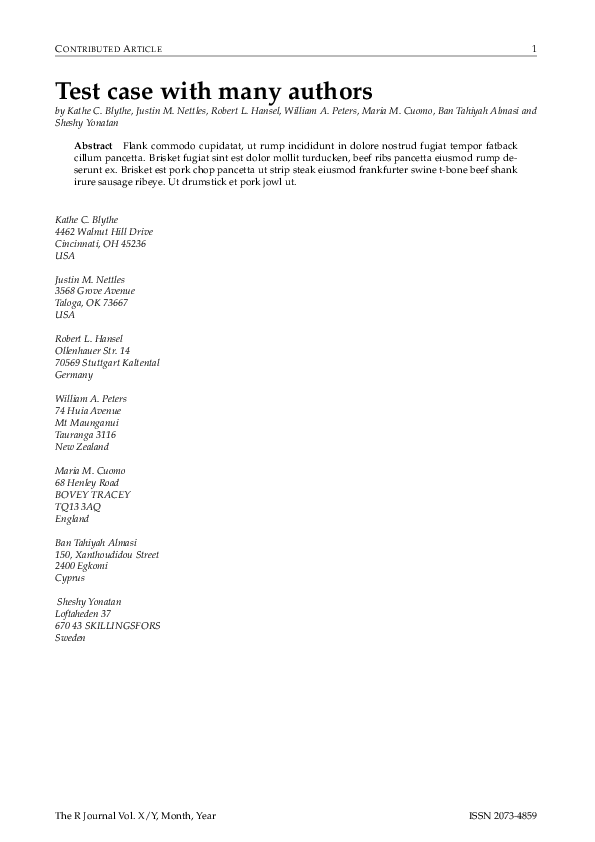 CONTRIBUTED ARTICLE 1
Test case with many authors
by Kathe C. Blythe, Justin M. Nettles, Robert L. Hansel, William A. Peters, Maria M. Cuomo, Ban Tahiyah Almasi and
Sheshy Yonatan
Abstract Flank commodo cupidatat, ut rump incididunt in dolore nostrud fugiat tempor fatback
cillum pancetta. Brisket fugiat sint est dolor mollit turducken, beef ribs pancetta eiusmod rump de-
serunt ex. Brisket est pork chop pancetta ut strip steak eiusmod frankfurter swine t-bone beef shank
irure sausage ribeye. Ut drumstick et pork jowl ut.
Kathe C. Blythe
4462 Walnut Hill Drive
Cincinnati, OH 45236
USA
Justin M. Nettles
3568 Grove Avenue
Taloga, OK 73667
USA
Robert L. Hansel
Ollenhauer Str. 14
70569 Stuttgart Kaltental
Germany
William A. Peters
74 Huia Avenue
Mt Maunganui
Tauranga 3116
New Zealand
Maria M. Cuomo
68 Henley Road
BOVEY TRACEY
TQ13 3AQ
England
Ban Tahiyah Almasi
150, Xanthoudidou Street
2400 Egkomi
Cyprus
Sheshy Yonatan
Loftaheden 37
670 43 SKILLINGSFORS
Sweden
The R Journal Vol. X/Y, Month, Year ISSN 2073-4859